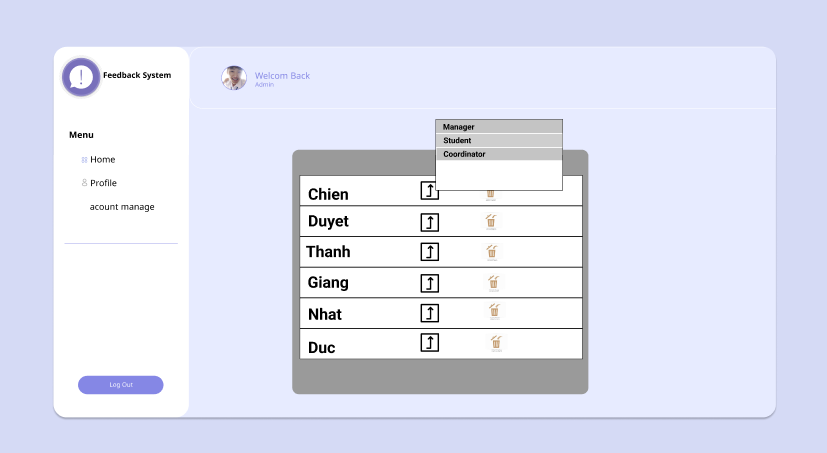 Feedback System
Welcom Back
Admin
Menu
Home
Profile
acount manage
Log Out
Manager
Student
Coordinator
Chien
Duyet
Thanh
Giang
Nhat
Duc